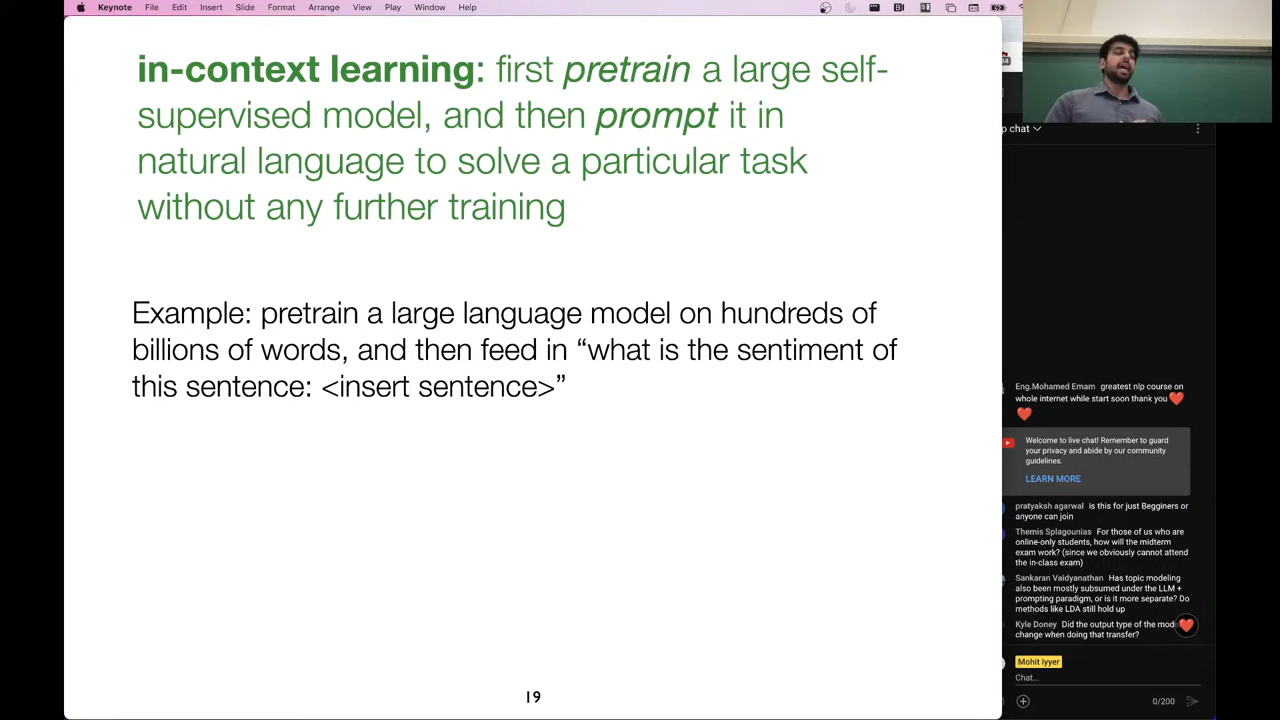 Keynote File Edit Insert Slide Format Arrange View Play Window Help
in-context learning: first pretrain a large self-
supervised model, and then prompt it in
natural language to solve a particular task
without any further training
Example: pretrain a large language model on hundreds of
billions of words, and then feed in “what is the sentiment of
this sentence: <insert sentence>”
19
p chat
Eng.Mohamed Emam greatest nlp course on
whole internet while start soon thank you
Welcome to live chat! Remember to guard
your privacy and abide by our community
guidelines.
LEARN MORE
pratyaksh agarwal is this for just Begginers or
anyone can join
Themis Splagounias For those of us who are
online-only students, how will the midterm
exam work? (since we obviously cannot attend
the in-class exam)
Sankaran Vaidyanathan Has topic modeling
also been mostly subsumed under the LLM +
prompting paradigm, or is it more separate? Do
methods like LDA still hold up
Kyle Doney Did the output type of the mod
change when doing that transfer?
Mohit Iyyer
Chat...
0/200